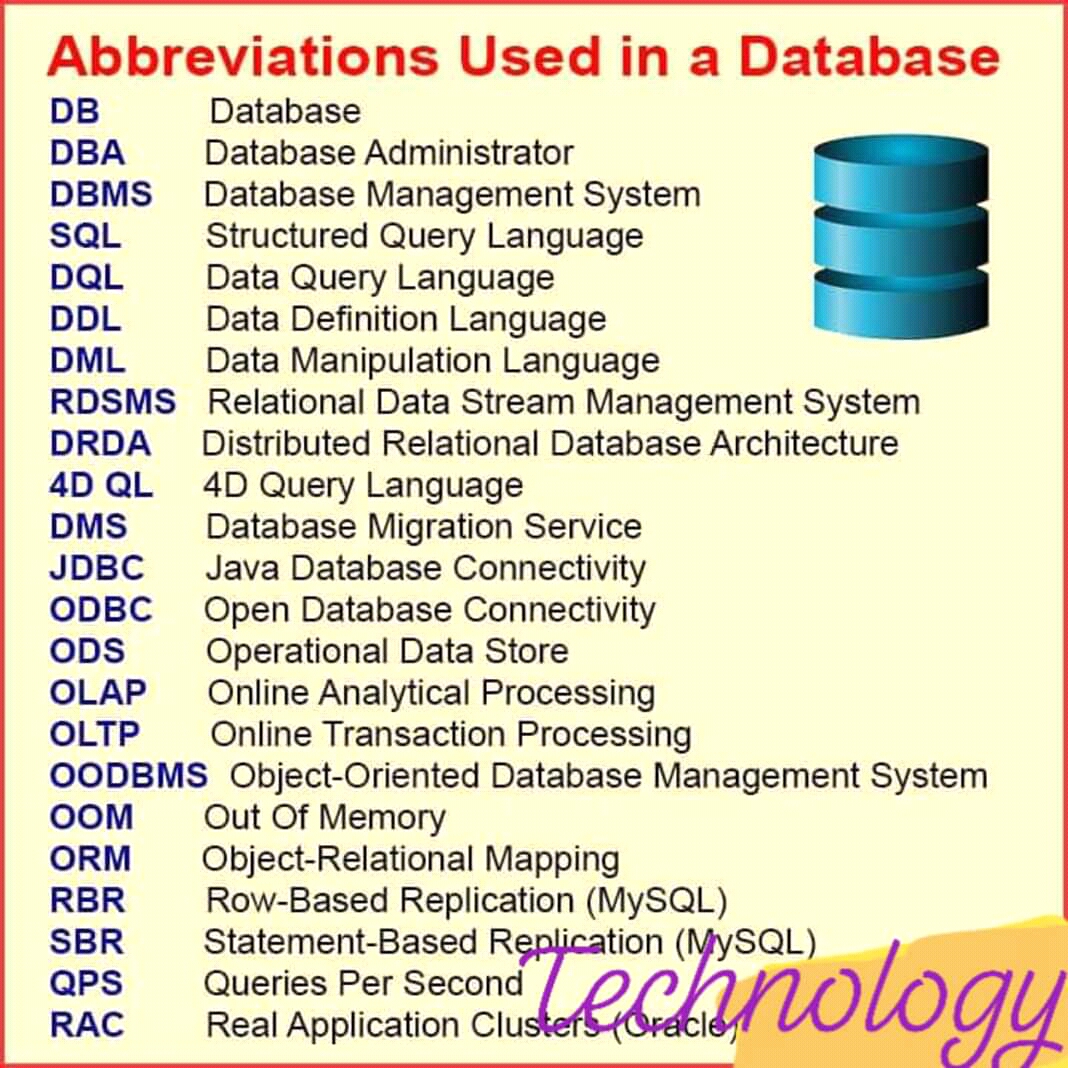 Abbreviations Used in a Database
DB Database
DBA Database Administrator
DBMS Database Management System
SQL Structured Query Language
DQL Data Query Language
DDL Data Definition Language
DML Data Manipulation Language
RDSMS Relational Data Stream Management System
DRDA Distributed Relational Database Architecture
4D QL 4D Query Language
DMS Database Migration Service
JDBC Java Database Connectivity
ODBC Open Database Connectivity
ODS Operational Data Store
OLAP Online Analytical Processing
OLTP Online Transaction Processing
OODBMS Object-Oriented Database Management System
OOM Out Of Memory
ORM Object-Relational Mapping
RBR Row-Based Replication (MySQL)
SBR Statement-Based Replication (MySQL)
QPS Queries Per Second
RAC Real Application Clusters (Oracle)
Technology